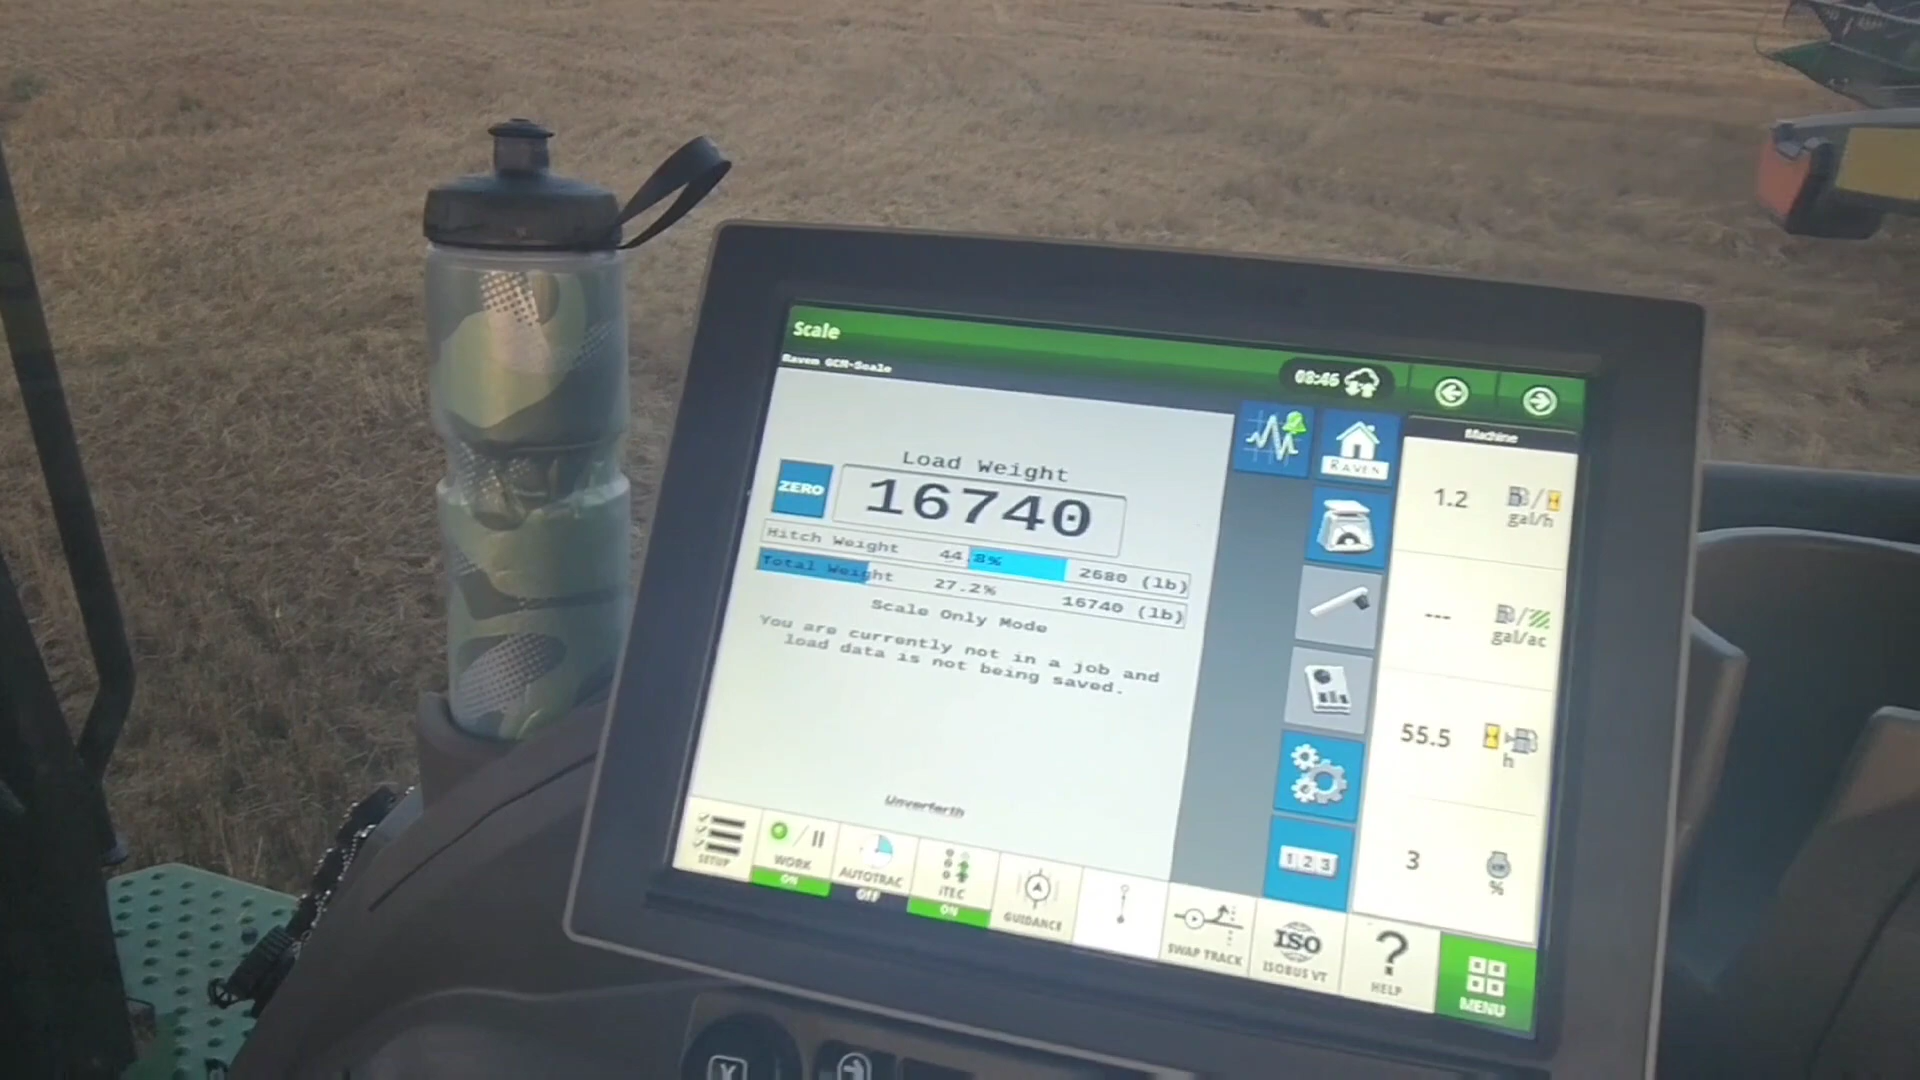 Scale
Raven GCM-Scale
08:46
Load Weight
ZERO
16740
Hitch Weight 44.8% 2680 (lb)
Total Weight 27.2% 16740 (lb)
Scale Only Mode
You are currently not in a job and
load data is not being saved.
Unverferth
RAVEN
1 2 3
Machine
1.2
gal/h
---
gal/ac
55.5
h
3
%
SETUP
WORK
ON
AUTOTRAC
OFF
iTEC
ON
GUIDANCE
SWAP TRACK
ISO
ISOBUS VT
?
HELP
MENU